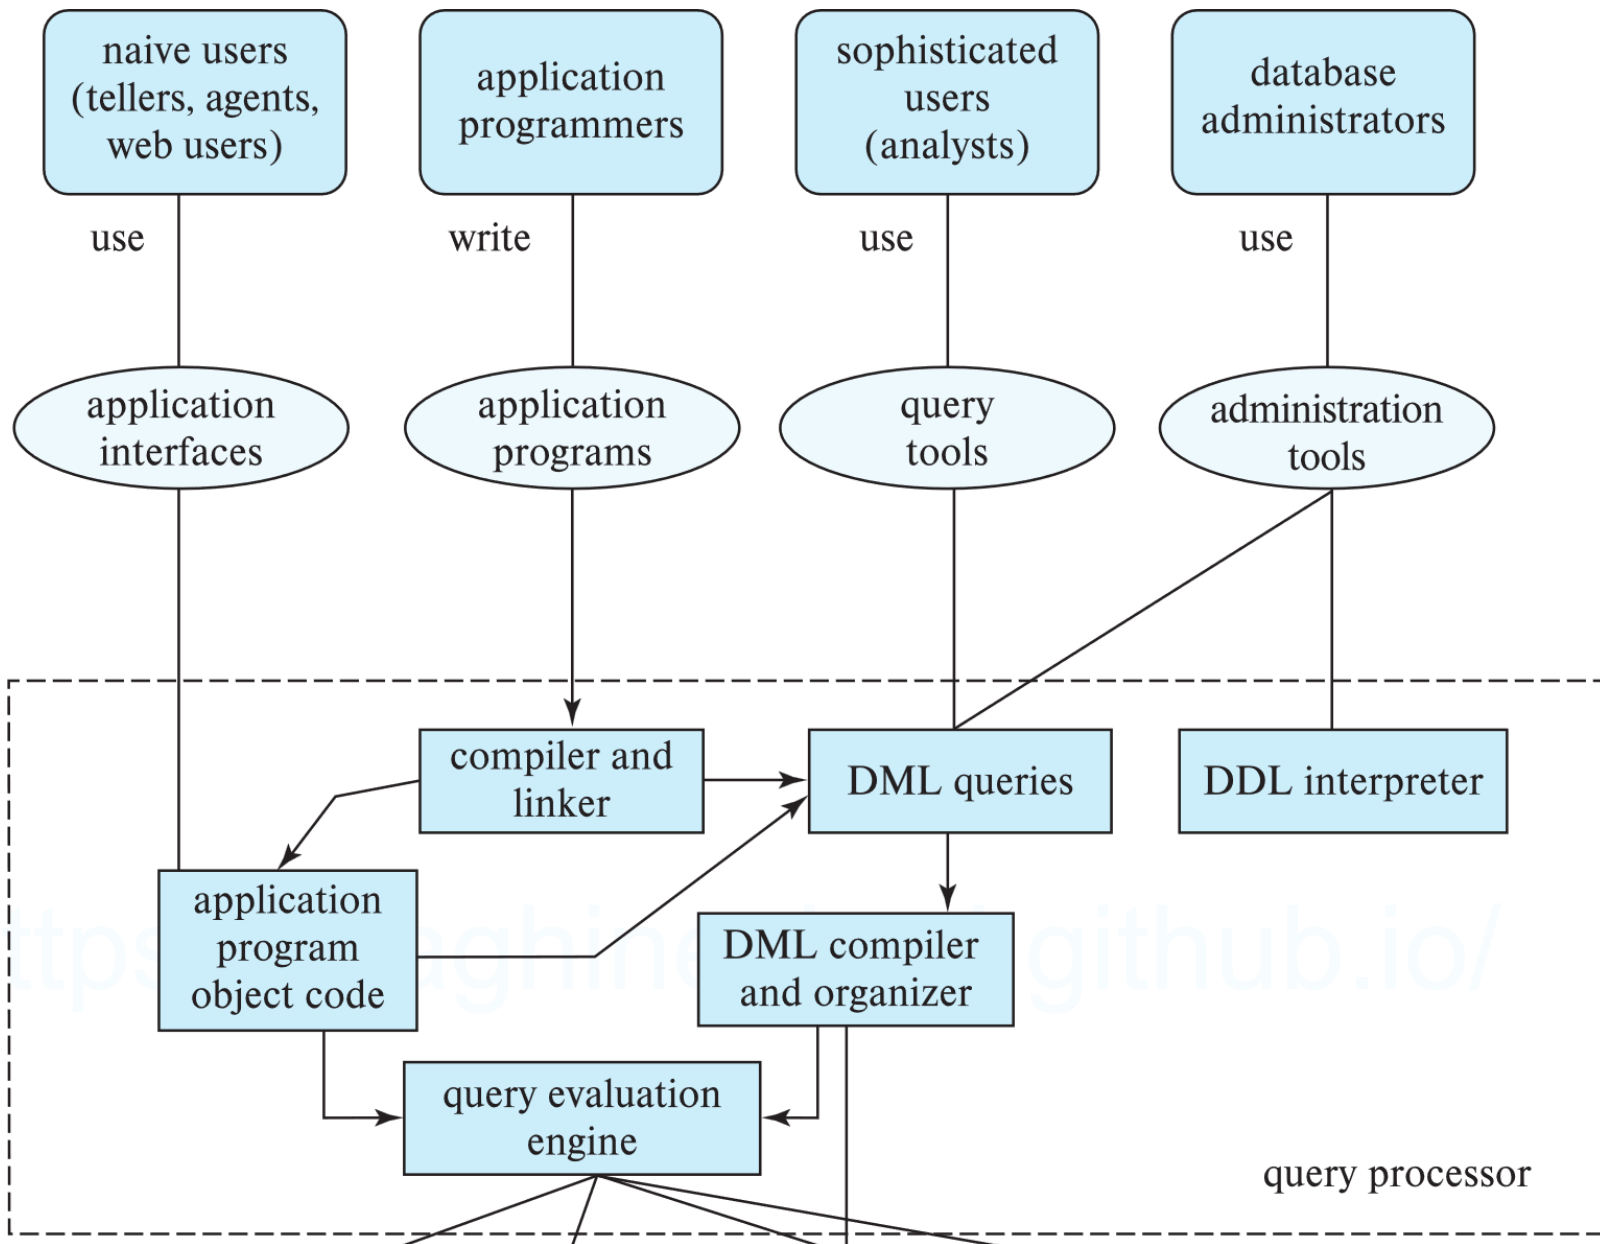 naive users
(tellers, agents,
web users)
application
programmers
sophisticated
users
(analysts)
database
administrators
use
write
use
use
application
interfaces
application
programs
query
tools
administration
tools
compiler and
linker
DML queries
DDL interpreter
application
program
object code
DML compiler
and organizer
github.io/
query evaluation
engine
query processor